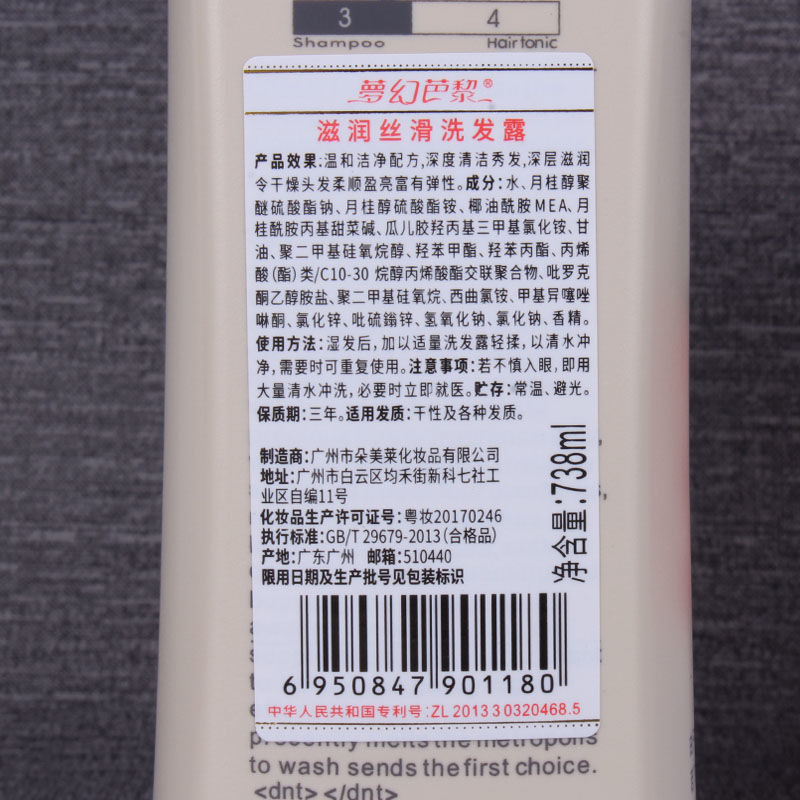 3
4
Shampoo
Hairtonic
夢幻芭黎®
滋润丝滑洗发露
产品效果:温和洁净配方,深度清洁秀发,深层滋润
令干燥头发柔顺盈亮富有弹性。成分:水、月桂醇聚
醚硫酸酯钠、月桂醇硫酸酯铵、椰油酰胺MEA、月
桂酰胺丙基甜菜碱、瓜儿胶羟丙基三甲基氯化铵、甘
油、聚二甲基硅氧烷醇、羟苯甲酯、羟苯丙酯、丙烯
酸(酯)类/C10-30 烷醇丙烯酸酯交联聚合物、吡罗克
酮乙醇胺盐、聚二甲基硅氧烷、西曲氯铵、甲基异噻唑
啉酮、氯化锌、吡硫鎓锌、氢氧化钠、氯化钠、香精。
使用方法:湿发后,加以适量洗发露轻揉,以清水冲
净,需要时可重复使用。注意事项:若不慎入眼,即用
大量清水冲洗,必要时立即就医。贮存:常温、避光。
保质期:三年。适用发质:干性及各种发质。
制造商:广州市朵美莱化妆品有限公司
地址:广州市白云区均禾街新科七社工
业区自编11号
化妆品生产许可证号:粤妆20170246
执行标准:GB/T 29679-2013(合格品)
产地:广东广州 邮箱:510440
限用日期及生产批号见包装标识
净含量:738ml
6 950847 901180
中华人民共和国专利号:ZL 2013 3 0320468.5
presently melts the metropolis
to wash sends the first choice.
<dnt> </dnt>